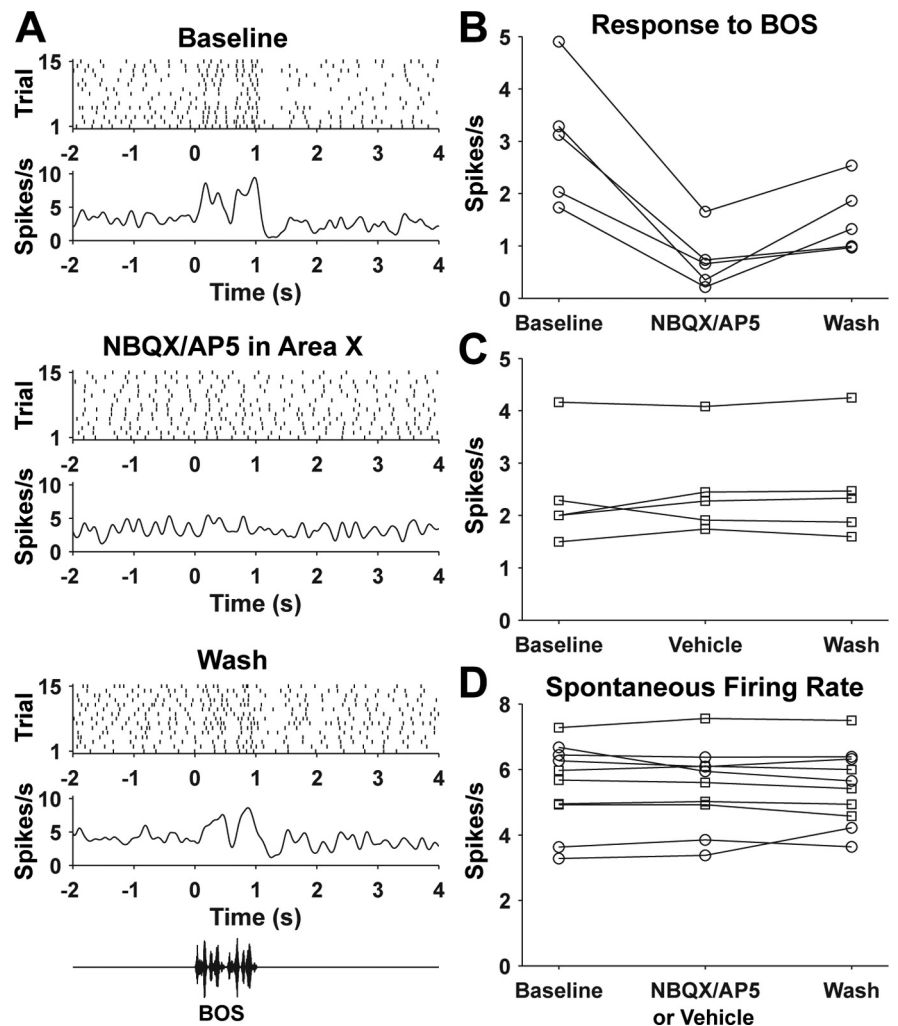 A
Baseline
Trial
15
1
-2 -1 0 1 2 3 4
Spikes/s
10
5
0
-2 -1 0 1 2 3 4
Time (s)
NBQX/AP5 in Area X
Trial
15
1
-2 -1 0 1 2 3 4
Spikes/s
10
5
0
-2 -1 0 1 2 3 4
Time (s)
Wash
Trial
15
1
-2 -1 0 1 2 3 4
Spikes/s
10
5
0
-2 -1 0 1 2 3 4
Time (s)
BOS
B
Response to BOS
Spikes/s
5
4
3
2
1
0
Baseline NBQX/AP5 Wash
C
Spikes/s
5
4
3
2
1
0
Baseline Vehicle Wash
D
Spontaneous Firing Rate
Spikes/s
8
6
4
2
0
Baseline NBQX/AP5 Wash
or Vehicle